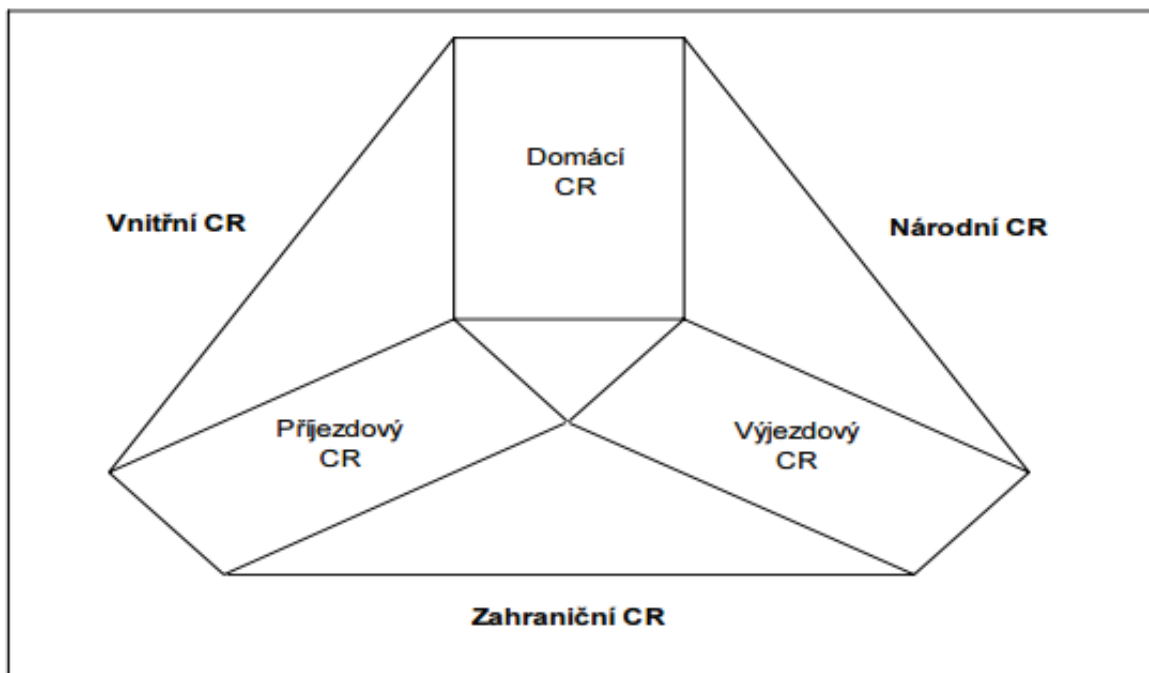 Domácí
CR
Vnitřní CR
Národní CR
Příjezdový
CR
Výjezdový
CR
Zahraniční CR